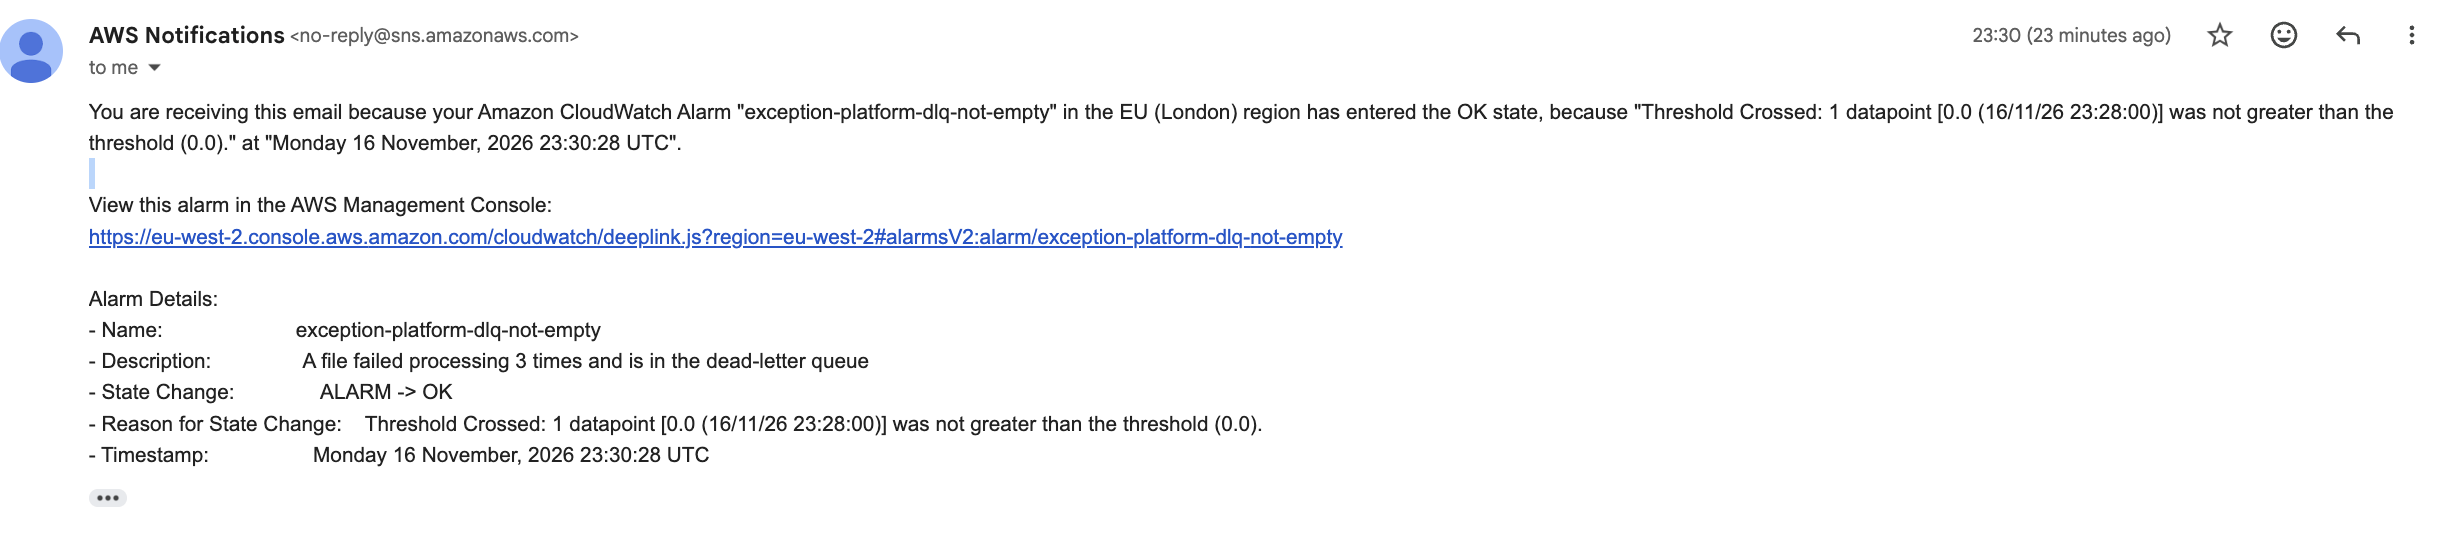 AWS Notifications <no-reply@sns.amazonaws.com>
23:30 (23 minutes ago)
to me
You are receiving this email because your Amazon CloudWatch Alarm "exception-platform-dlq-not-empty" in the EU (London) region has entered the OK state, because "Threshold Crossed: 1 datapoint [0.0 (16/11/26 23:28:00)] was not greater than the
threshold (0.0)." at "Monday 16 November, 2026 23:30:28 UTC".
View this alarm in the AWS Management Console:
https://eu-west-2.console.aws.amazon.com/cloudwatch/deeplink.js?region=eu-west-2#alarmsV2:alarm/exception-platform-dlq-not-empty
Alarm Details:
- Name: exception-platform-dlq-not-empty
- Description: A file failed processing 3 times and is in the dead-letter queue
- State Change: ALARM -> OK
- Reason for State Change: Threshold Crossed: 1 datapoint [0.0 (16/11/26 23:28:00)] was not greater than the threshold (0.0).
- Timestamp: Monday 16 November, 2026 23:30:28 UTC